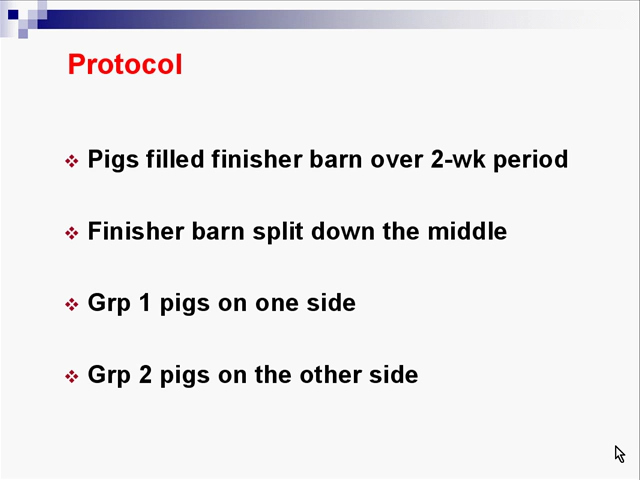 Protocol
Pigs filled finisher barn over 2-wk period
Finisher barn split down the middle
Grp 1 pigs on one side
Grp 2 pigs on the other side